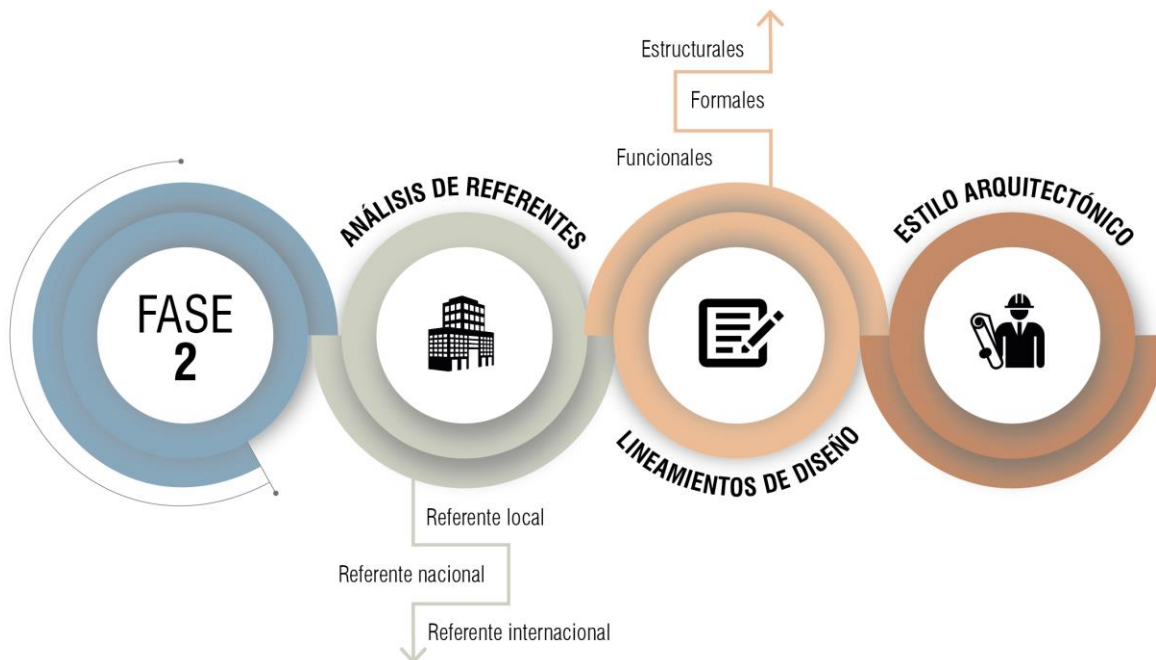 FASE
2
ANÁLISIS DE REFERENTES
Referente local
Referente nacional
Referente internacional
Estructurales
Formales
Funcionales
LINEAMIENTOS DE DISEÑO
ESTILO ARQUITECTÓNICO